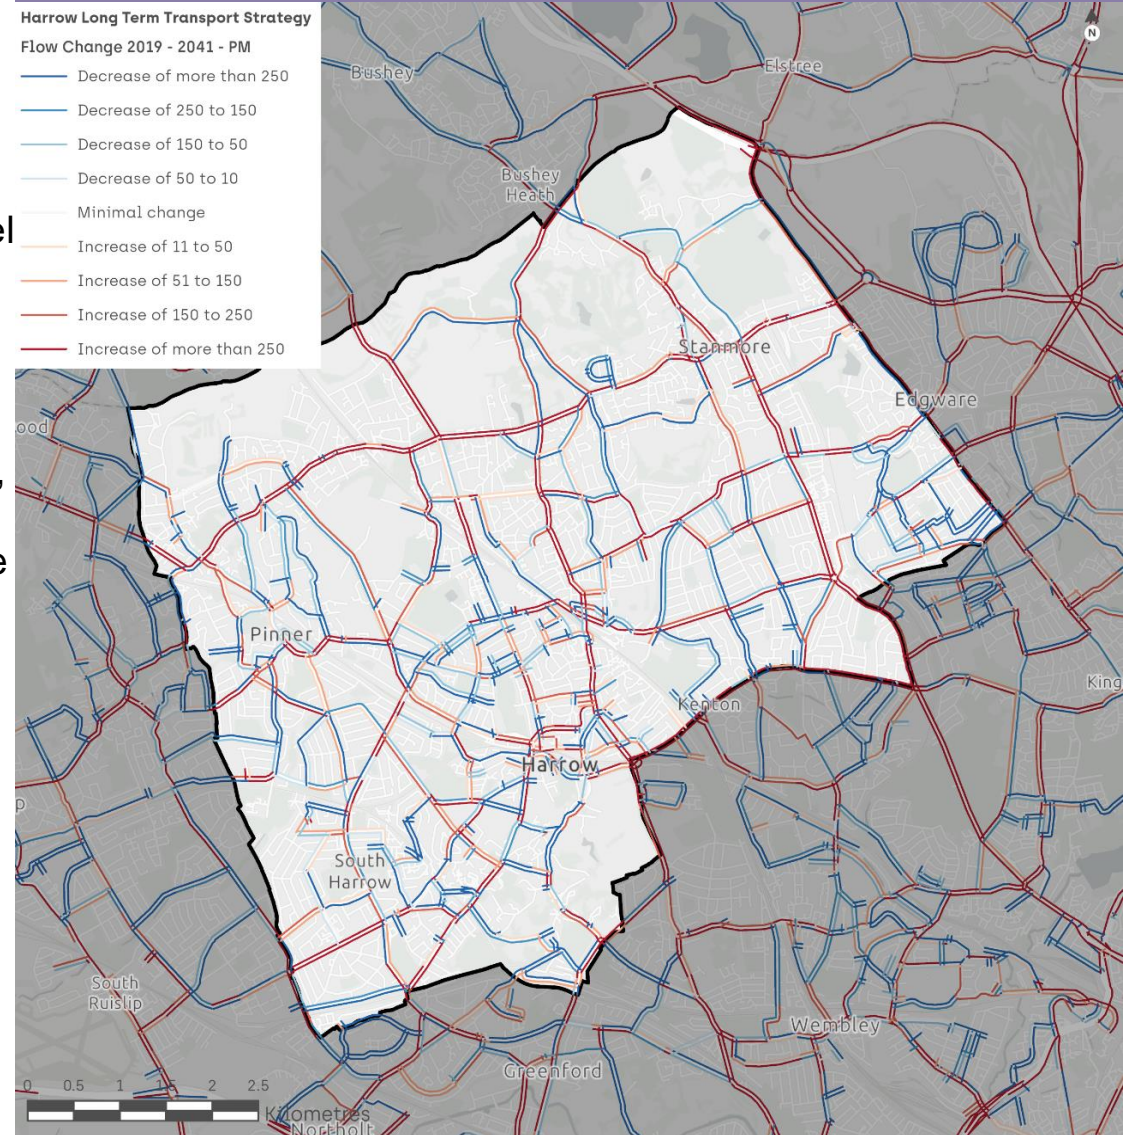 Harrow Long Term Transport Strategy
Flow Change 2019 - 2041 - PM
Decrease of more than 250
Decrease of 250 to 150
Decrease of 150 to 50
Decrease of 50 to 10
Minimal change
Increase of 11 to 50
Increase of 51 to 150
Increase of 150 to 250
Increase of more than 250
el
,
e
N
Bushey
Elstree
Bushey
Heath
Stanmore
Edgware
ood
Pinner
Kenton
King
Harrow
p
South
Harrow
South
Ruislip
Wembley
Greenford
0 0.5 1 1.5 2 2.5
Kilometres
Northolt